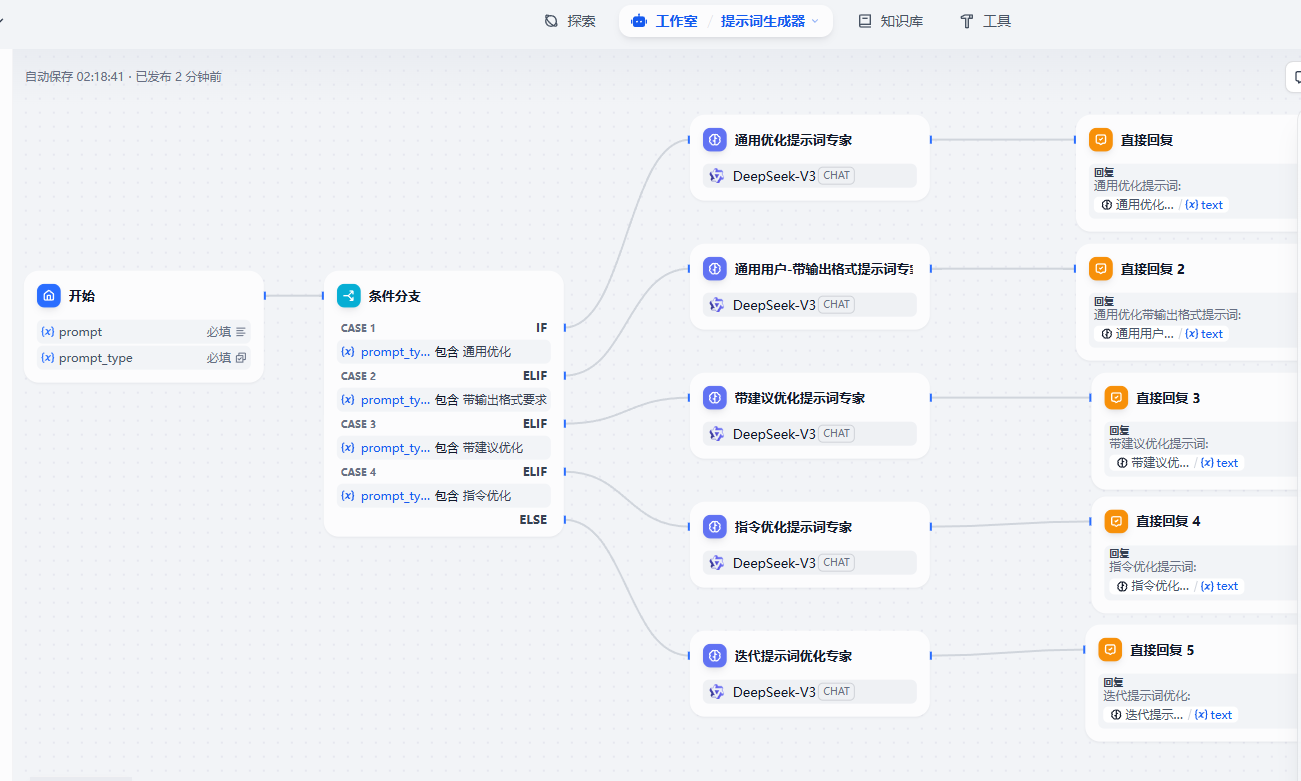 探索
工作室 / 提示词生成器
知识库
工具
自动保存 02:18:41 · 已发布 2 分钟前
开始
{x} prompt 必填
{x} prompt_type 必填
条件分支
CASE 1 IF
{x} prompt_ty... 包含 通用优化
CASE 2 ELIF
{x} prompt_ty... 包含 带输出格式要求
CASE 3 ELIF
{x} prompt_ty... 包含 带建议优化
CASE 4 ELIF
{x} prompt_ty... 包含 指令优化
ELSE
通用优化提示词专家
DeepSeek-V3 CHAT
通用用户-带输出格式提示词专
DeepSeek-V3 CHAT
带建议优化提示词专家
DeepSeek-V3 CHAT
指令优化提示词专家
DeepSeek-V3 CHAT
迭代提示词优化专家
DeepSeek-V3 CHAT
直接回复
回复
通用优化提示词:
通用优化... / {x} text
直接回复 2
回复
通用优化带输出格式提示词:
通用用户... / {x} text
直接回复 3
回复
带建议优化提示词:
带建议优... / {x} text
直接回复 4
回复
指令优化提示词:
指令优化... / {x} text
直接回复 5
回复
迭代提示词优化:
迭代提示... / {x} text